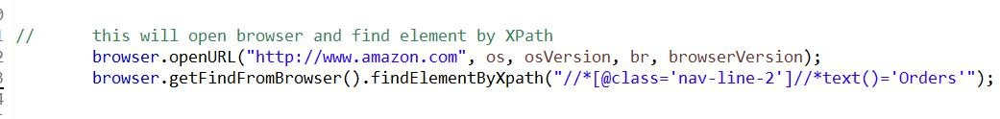 // this will open browser and find element by XPath
browser.openURL("http://www.amazon.com", os, osVersion, br, browserVersion);
browser.getFindFromBrowser().findElementByXpath("//*[@class='nav-line-2']//*text()='Orders'");